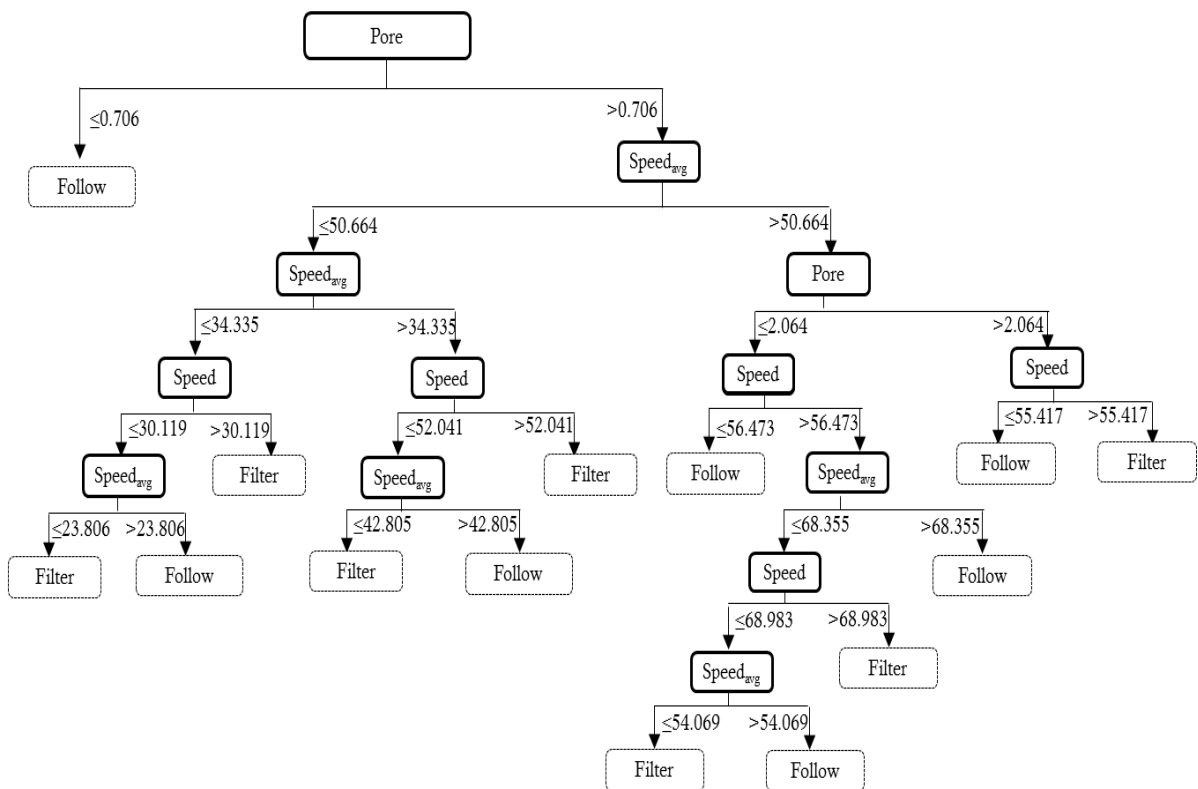 Pore
≤0.706
>0.706
Speedavg
Follow
≤50.664
>50.664
Speedavg
Pore
≤34.335
>34.335
≤2.064
>2.064
Speed
Speed
Speed
Speed
≤30.119
>30.119
≤52.041
>52.041
≤56.473
>56.473
≤55.417
>55.417
Speedavg
Filter
Speedavg
Filter
Follow
Speedavg
Follow
Filter
≤23.806
>23.806
≤42.805
>42.805
≤68.355
>68.355
Filter
Follow
Filter
Follow
Speed
Follow
≤68.983
>68.983
Speedavg
Filter
≤54.069
>54.069
Filter
Follow